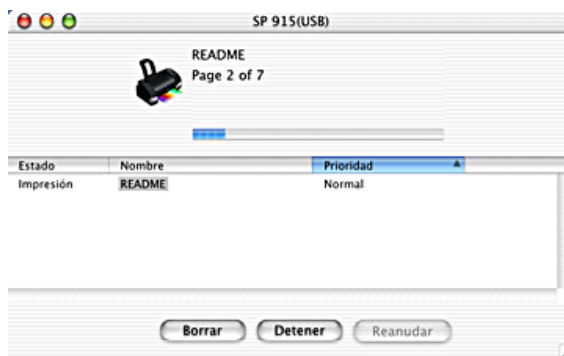 SP 915(USB)
README
Page 2 of 7
Estado Nombre Prioridad
Impresión README Normal
Borrar Detener Reanudar